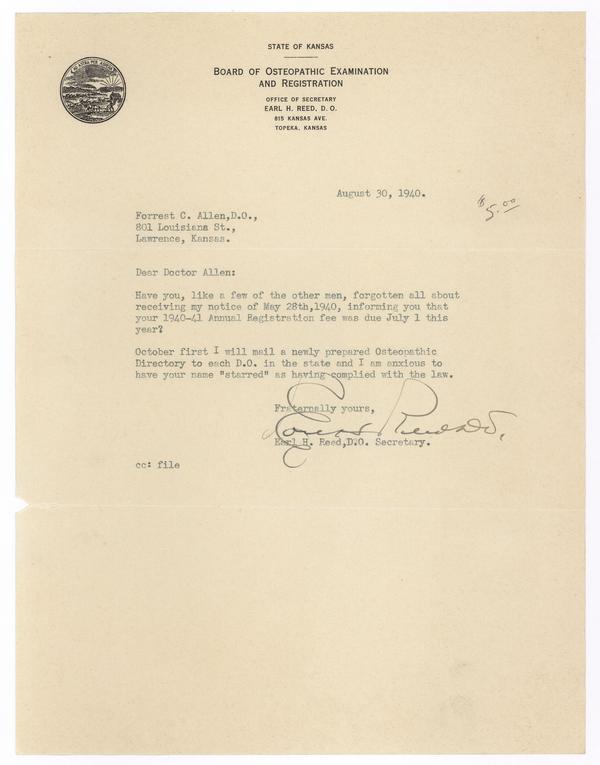 STATE OF KANSAS
BOARD OF OSTEOPATHIC EXAMINATION
AND REGISTRATION
OFFICE OF SECRETARY
EARL H. REED, D. O.
815 KANSAS AVE.
TOPEKA, KANSAS
August 30, 1940.
$5.00
Forrest C. Allen,D.O.,
801 Louisiana St.,
Lawrence, Kansas.
Dear Doctor Allen:
Have you, like a few of the other men, forgotten all about
receiving my notice of May 28th,1940, informing you that
your 1940-41 Annual Registration fee was due July 1 this
year?
October first I will mail a newly prepared Osteopathic
Directory to each D.O. in the state and I am anxious to
have your name "starred" as having complied with the law.
Fraternally yours,
Earl H. Reed,D.O. Secretary.
cc: file